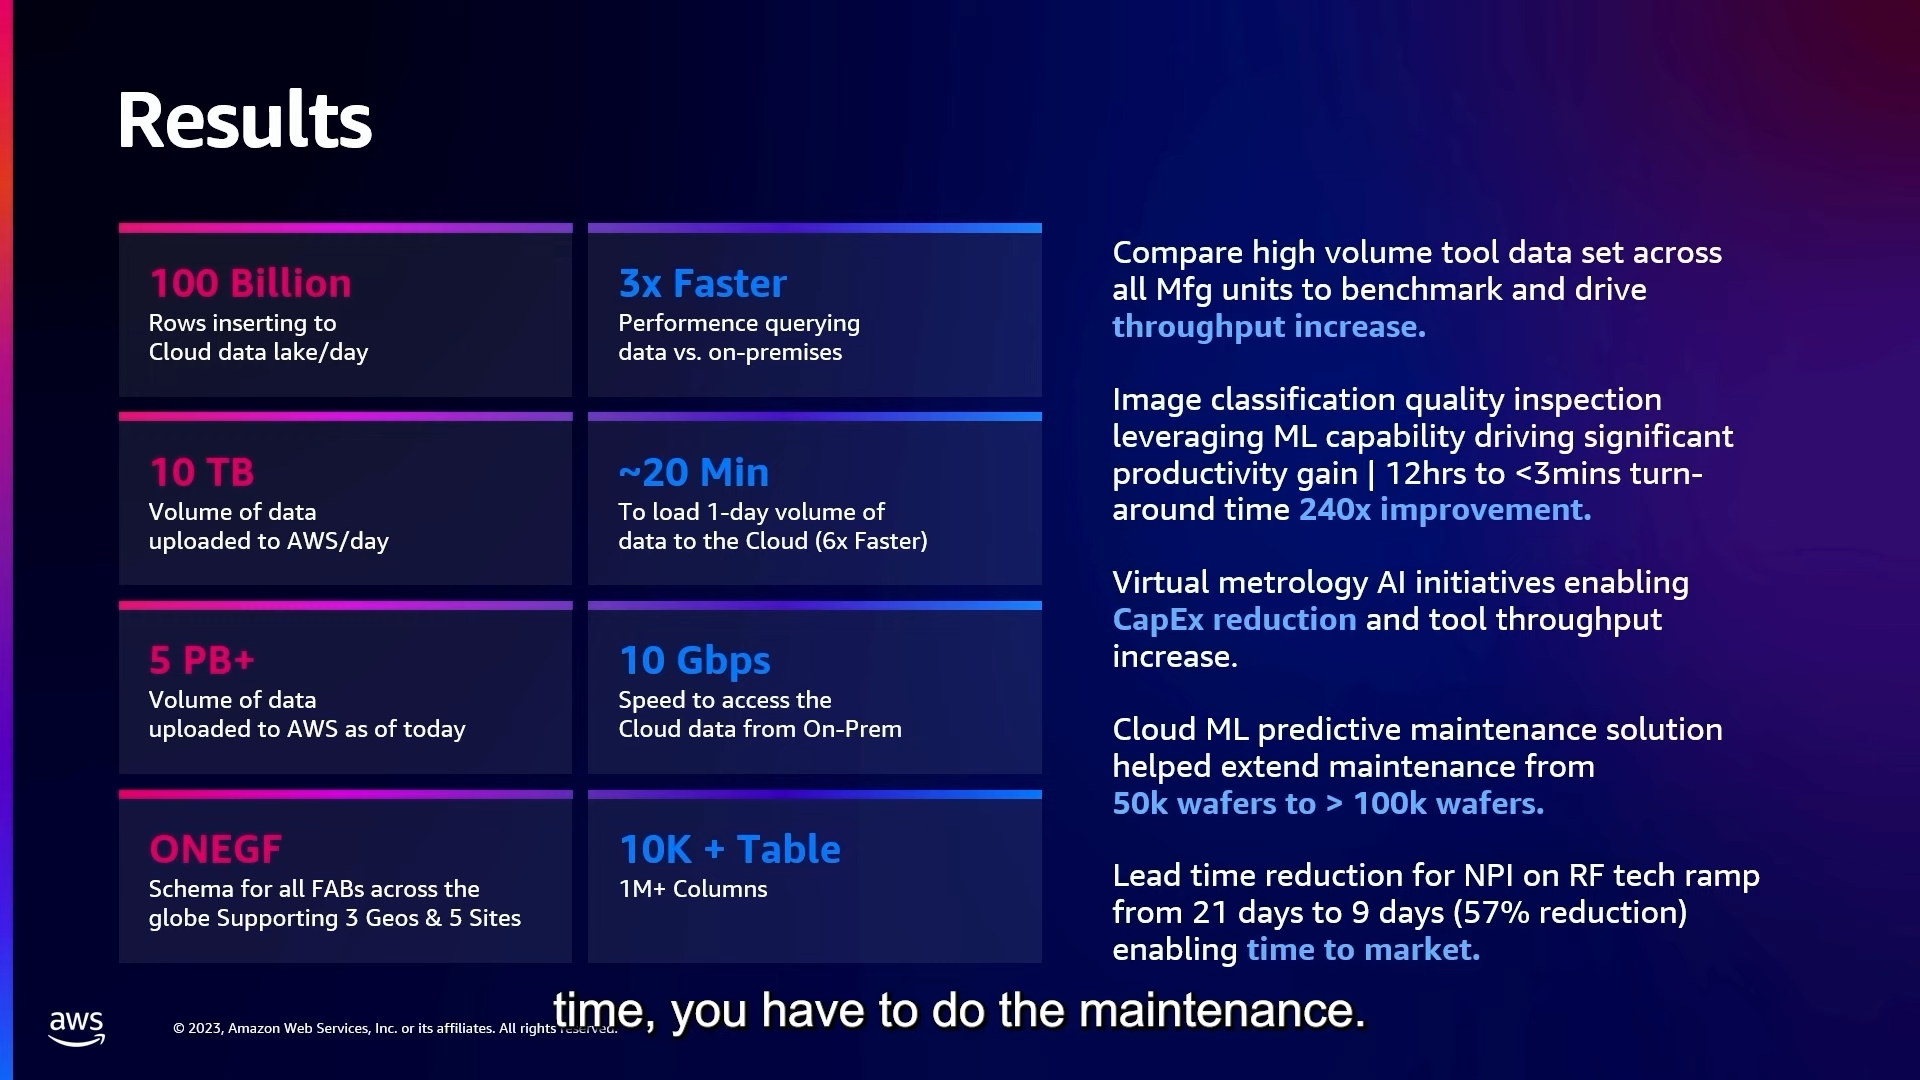 Results
100 Billion
Rows inserting to
Cloud data lake/day
3x Faster
Performence querying
data vs. on-premises
10 TB
Volume of data
uploaded to AWS/day
~20 Min
To load 1-day volume of
data to the Cloud (6x Faster)
5 PB+
Volume of data
uploaded to AWS as of today
10 Gbps
Speed to access the
Cloud data from On-Prem
ONEGF
Schema for all FABs across the
globe Supporting 3 Geos & 5 Sites
10K + Table
1M+ Columns
Compare high volume tool data set across
all Mfg units to benchmark and drive
throughput increase.
Image classification quality inspection
leveraging ML capability driving significant
productivity gain | 12hrs to <3mins turn-
around time 240x improvement.
Virtual metrology AI initiatives enabling
CapEx reduction and tool throughput
increase.
Cloud ML predictive maintenance solution
helped extend maintenance from
50k wafers to > 100k wafers.
Lead time reduction for NPI on RF tech ramp
from 21 days to 9 days (57% reduction)
enabling time to market.
time, you have to do the maintenance.
aws
© 2023, Amazon Web Services, Inc. or its affiliates. All rights reserved.